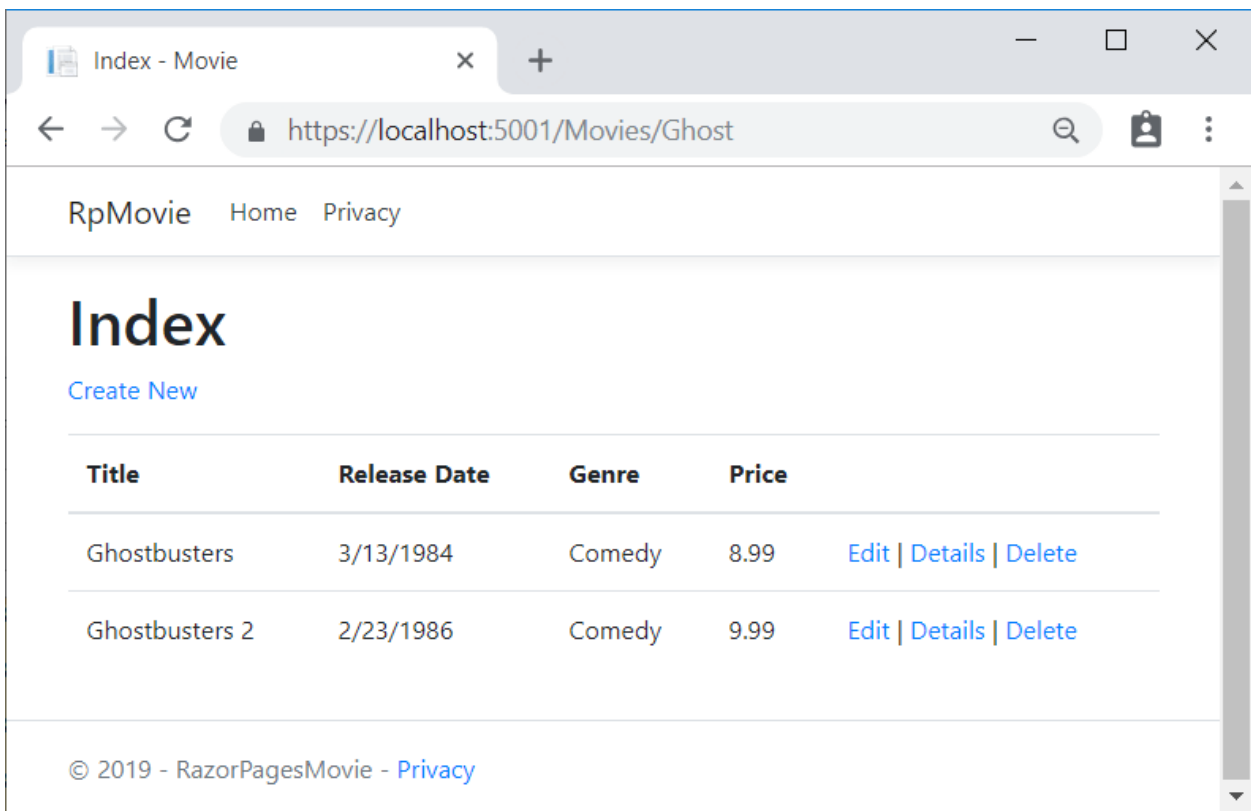 Index - Movie
https://localhost:5001/Movies/Ghost
RpMovie Home Privacy
Index
Create New
Title Release Date Genre Price
Ghostbusters 3/13/1984 Comedy 8.99 Edit | Details | Delete
Ghostbusters 2 2/23/1986 Comedy 9.99 Edit | Details | Delete
© 2019 - RazorPagesMovie - Privacy